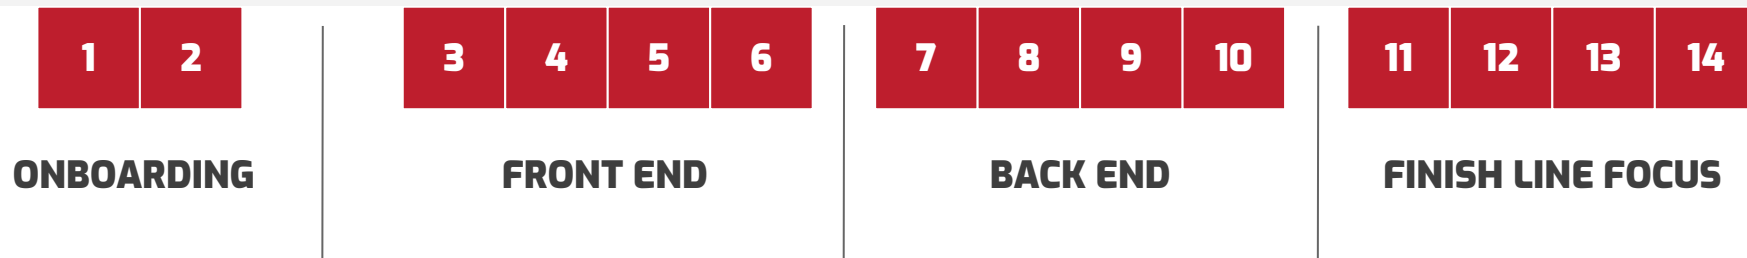 1 2 3 4 5 6 7 8 9 10 11 12 13 14
ONBOARDING FRONT END BACK END FINISH LINE FOCUS